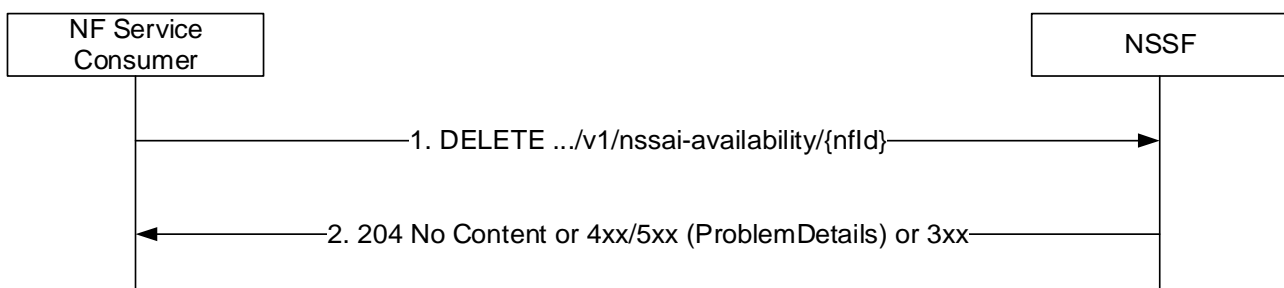 NF Service
Consumer
NSSF
1. DELETE .../v1/nssai-availability/{nfId}
2. 204 No Content or 4xx/5xx (ProblemDetails) or 3xx